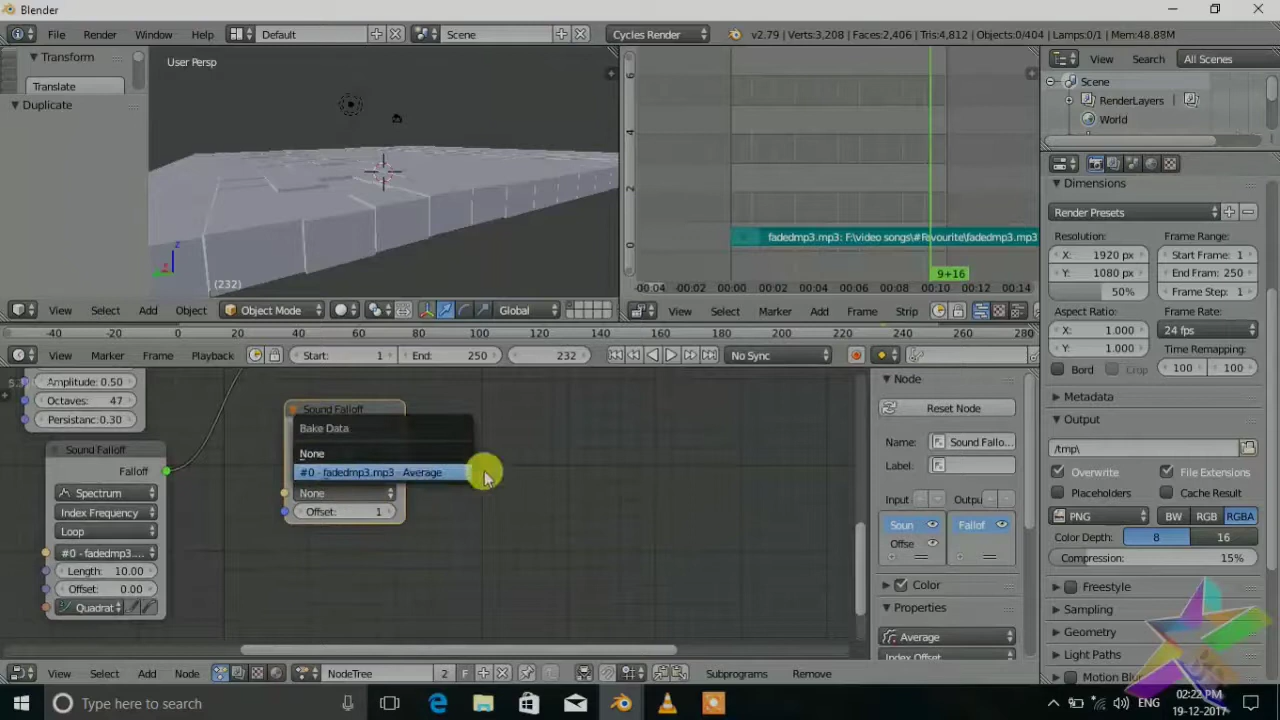 Blender
File Render Window Help Default Scene Cycles Render v2.79 | Verts:3,208 | Faces:2,406 | Tris:4,812 | Objects:0/404 | Lamps:0/1 | Mem:48.89M
Transform
Translate
Duplicate
User Persp
(232)
z
View Select Add Object Object Mode Global
6
4
2
0
fadedmp3.mp3: F:\video songs\#Favourite\fadedmp3.mp3
9+16
-00:04 -00:02 00:00 00:02 00:04 00:06 00:08 00:10 00:12 00:14
View Select Marker Add Frame Strip
View Search All Scenes
Scene
RenderLayers
World
Dimensions
Render Presets
Resolution: Frame Range:
X: 1920 px Start Frame: 1
Y: 1080 px End Fram: 250
50% Frame Step: 1
Aspect Ratio: Frame Rate:
X: 1.000 24 fps
Y: 1.000 Time Remapping:
Bord Crop 100 100
Metadata
Output
/tmp\
Overwrite File Extensions
Placeholders Cache Result
PNG BW RGB RGBA
Color Depth: 8 16
Compression: 15%
Freestyle
Sampling
Geometry
Light Paths
Motion Blur
-40 -20 0 20 40 60 80 100 120 140 160 180 200 220 240 260 280
View Marker Frame Playback Start: 1 End: 250 232 No Sync
Amplitude: 0.50
Octaves: 47
Persistanc: 0.30
Sound Falloff
Falloff
Spectrum
Index Frequency
Loop
#0 - fadedmp3....
Length: 10.00
Offset: 0.00
Quadrat
Sound Falloff
Bake Data
None
#0 - fadedmp3.mp3 - Average
None
Offset: 1
Node
Reset Node
Name: Sound Fallo...
Label:
Input Outpu
Soun Fallof
Offse
Color
Properties
Average
Index Offset
View Select Add Node NodeTree 2 F Subprograms Remove
Type here to search
ENG
02:22 PM
19-12-2017